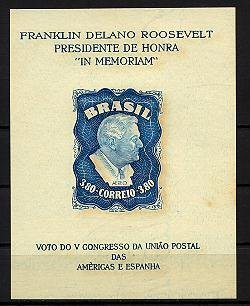 FRANKLIN DELANO ROOSEVELT
PRESIDENTE DE HONRA
"IN MEMORIAM"
BRASIL
AÉREO
3.80-CORREIO-3.80
VOTO DO V CONGRESSO DA UNIÃO POSTAL
DAS
AMÉRICAS E ESPANHA